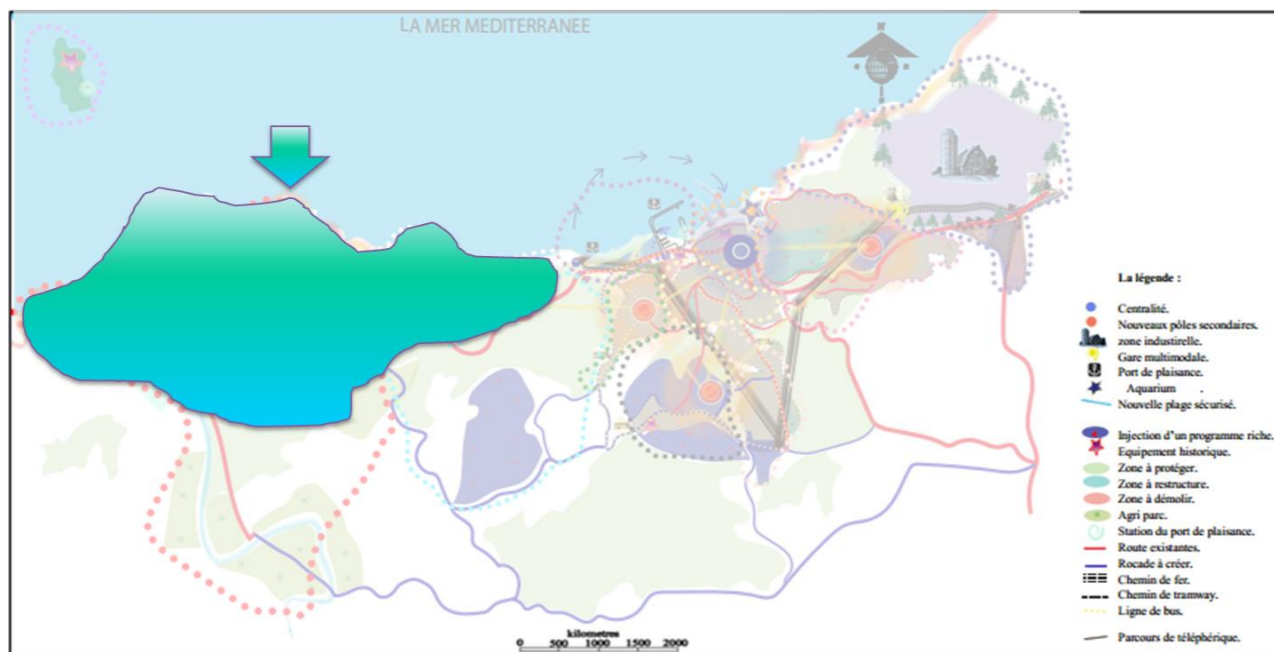 LA MER MEDITERRANEE
La légende :
Centralité.
Nouveaux pôles secondaires.
zone industirelle.
Gare multimodale.
Port de plaisance.
Aquarium .
Nouvelle plage sécurisé.
Injection d'un programme riche.
Equipement historique.
Zone à protéger.
Zone à restructure.
Zone à démolir.
Agri parc.
Station du port de plaisance.
Route existantes.
Rocade à créer.
Chemin de fer.
Chemin de tramway.
Ligne de bus.
Parcours de téléphérique.
kilometres
0 500 1000 1500 2000